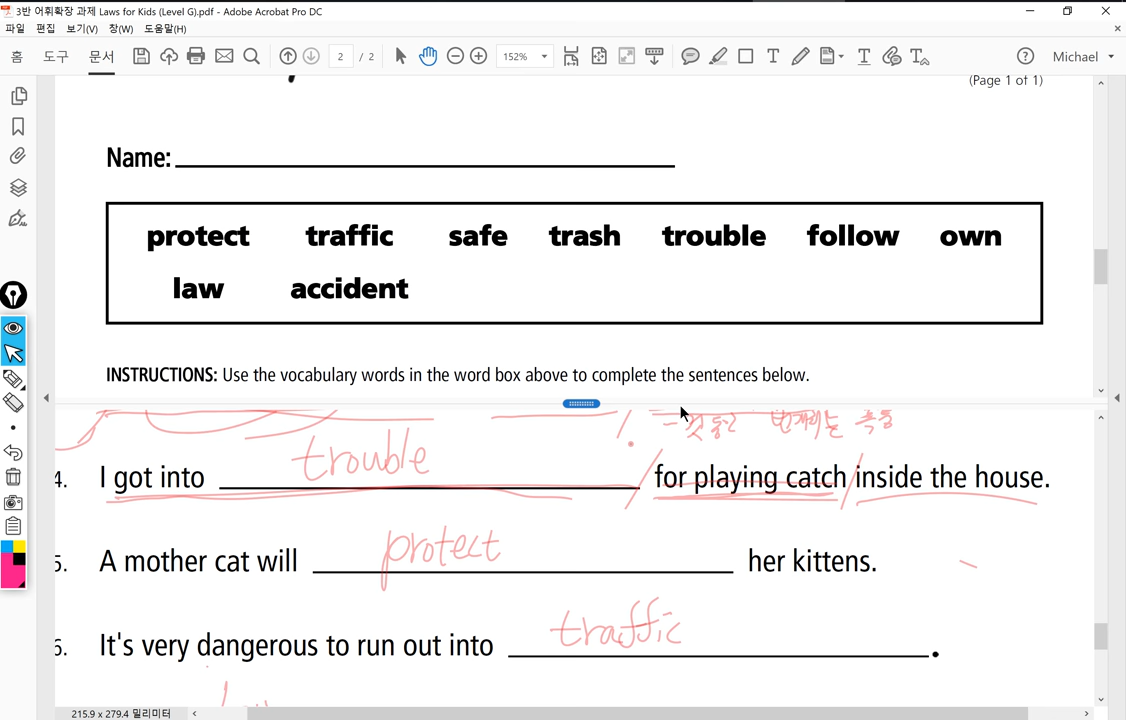 3반 어휘확장 과제 Laws for Kids (Level G).pdf - Adobe Acrobat Pro DC
파일 편집 보기(V) 창(W) 도움말(H)
홈 도구 문서 2 / 2 152% Michael
(Page 1 of 1)
Name:
protect traffic safe trash trouble follow own
law accident
INSTRUCTIONS: Use the vocabulary words in the word box above to complete the sentences below.
trouble
4. I got into for playing catch inside the house.
protect
5. A mother cat will her kittens.
traffic
6. It's very dangerous to run out into .
215.9 x 279.4 밀리미터